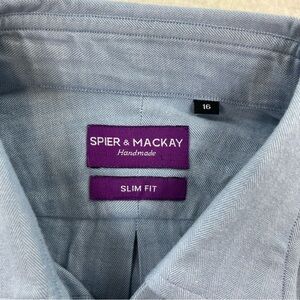 16
SPIER & MACKAY
Handmade
SLIM FIT